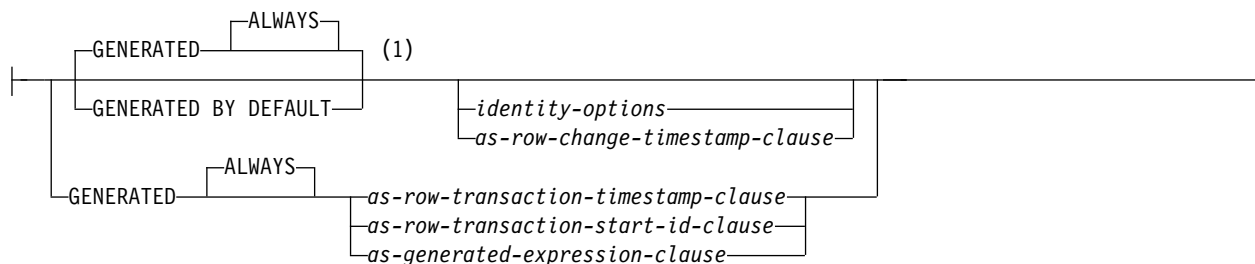 ALWAYS
GENERATED (1)
GENERATED BY DEFAULT
identity-options
as-row-change-timestamp-clause
ALWAYS
GENERATED as-row-transaction-timestamp-clause
as-row-transaction-start-id-clause
as-generated-expression-clause